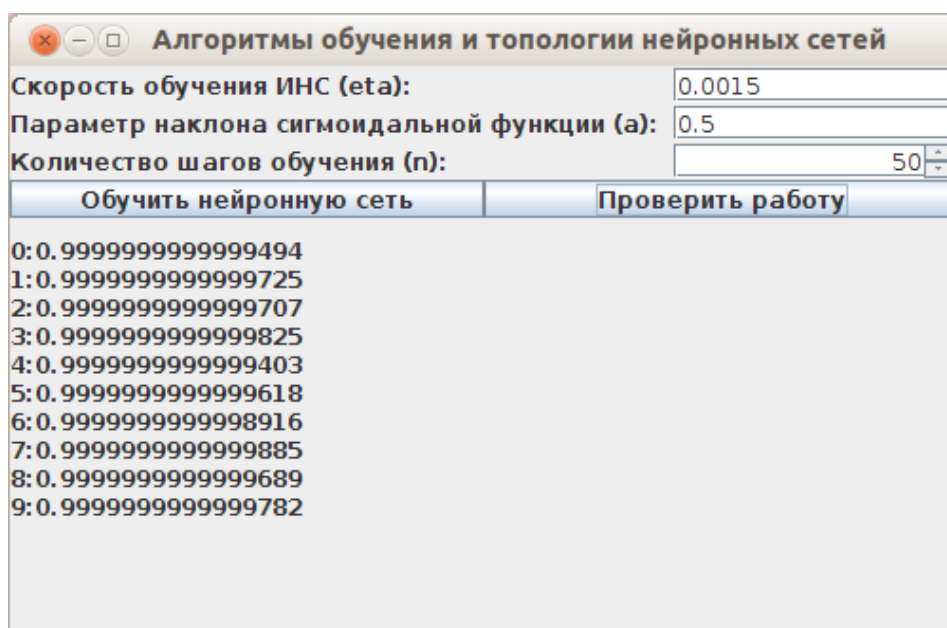 Алгоритмы обучения и топологии нейронных сетей
Скорость обучения ИНС (eta): 0.0015
Параметр наклона сигмоидальной функции (a): 0.5
Количество шагов обучения (n): 50
Обучить нейронную сеть Проверить работу
0:0.9999999999999494
1:0.9999999999999725
2:0.9999999999999707
3:0.9999999999999825
4:0.9999999999999403
5:0.9999999999999618
6:0.9999999999998916
7:0.9999999999999885
8:0.9999999999999689
9:0.9999999999999782